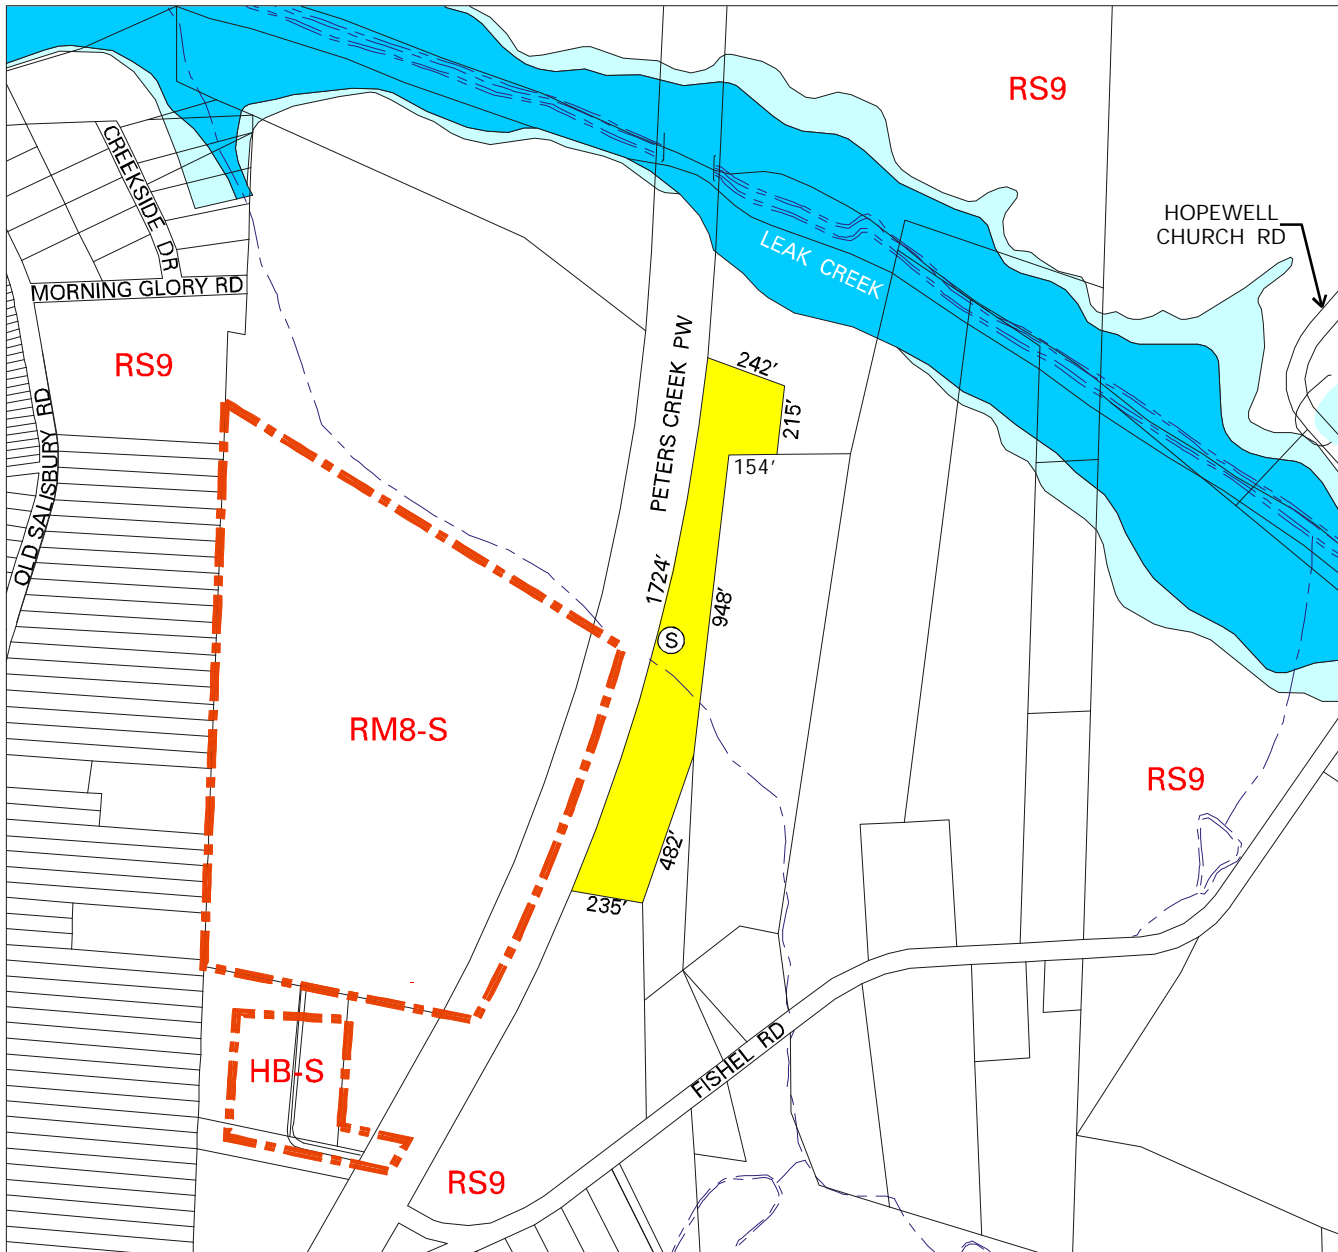 RS9
CREEKSIDE DR
HOPEWELL
CHURCH RD
LEAK CREEK
MORNING GLORY RD
PETERS CREEK PW
RS9
242'
215'
OLD SALISBURY RD
154'
1724'
948'
S
RM8-S
RS9
482'
235'
HB-S
FISHEL RD
RS9